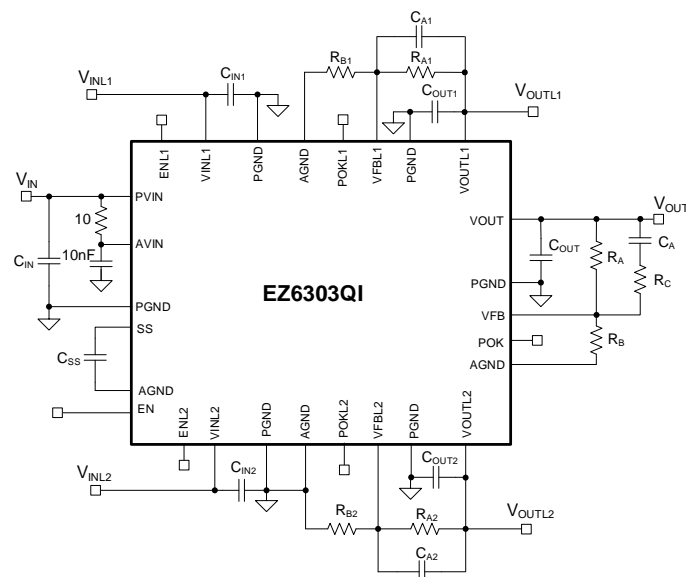 CA1
RB1
RA1
VINL1
CIN1
COUT1
VOUTL1
ENL1
VINL1
PGND
AGND
POKL1
VFBL1
PGND
VOUTL1
VIN
PVIN
10
AVIN
10nF
CIN
PGND
SS
CSS
AGND
EN
EZ6303QI
VOUT
VOUT
COUT
RA
CA
RC
PGND
VFB
POK
RB
AGND
ENL2
VINL2
PGND
AGND
POKL2
VFBL2
PGND
VOUTL2
VINL2
CIN2
COUT2
RB2
RA2
VOUTL2
CA2